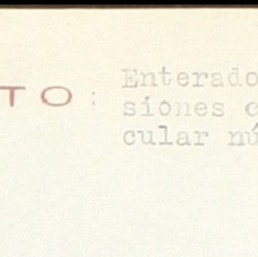 TO: Enterado
siones c
cular nú